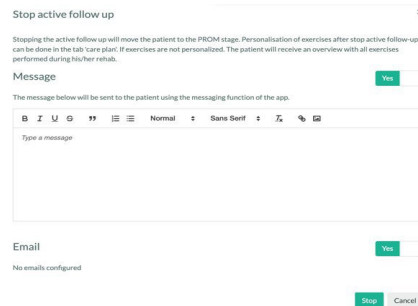 Stop active follow up
Stopping the active follow up will move the patient to the PROM stage. Personalisation of exercises after stop active follow-up
can be done in the tab 'care plan'. If exercises are not personalized. The patient will receive an overview with all exercises
performed during his/her rehab.
Message
Yes
The message below will be sent to the patient using the messaging function of the app.
B I U S Normal Sans Serif
Type a message
Email
Yes
No emails configured
Stop Cancel